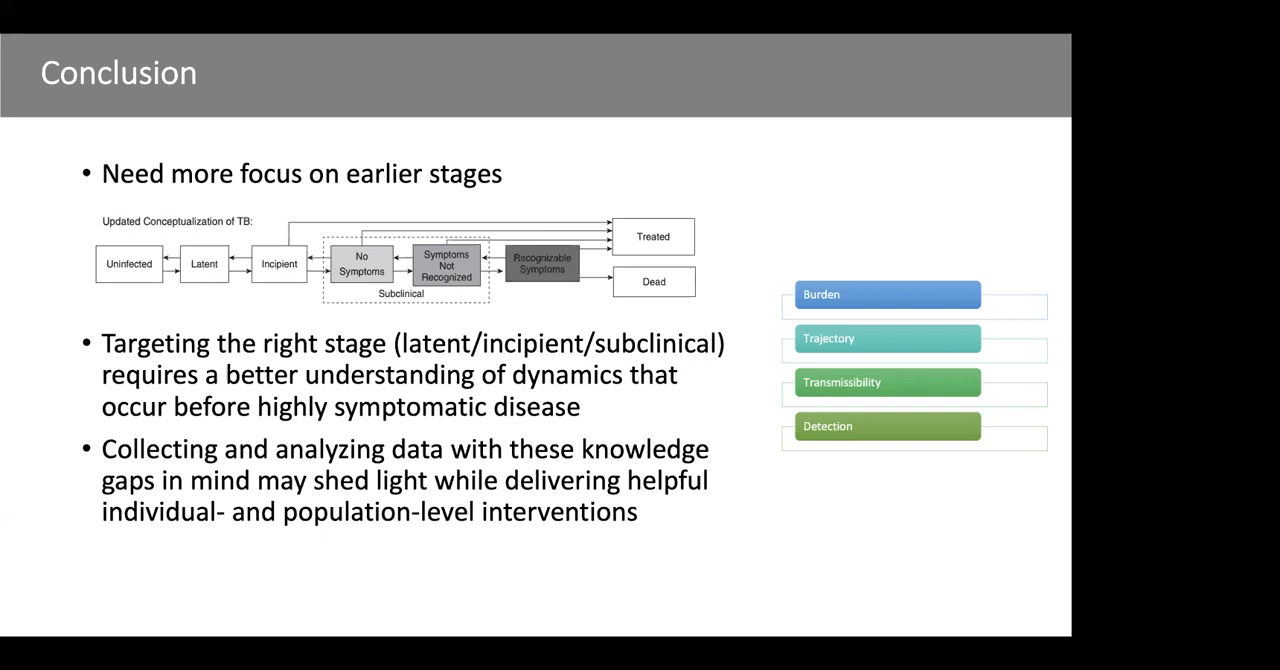 Conclusion
• Need more focus on earlier stages
Updated Conceptualization of TB:
Uninfected
Latent
Incipient
No
Symptoms
Symptoms
Not
Recognized
Subclinical
Recognizable
Symptoms
Treated
Dead
• Targeting the right stage (latent/incipient/subclinical)
requires a better understanding of dynamics that
occur before highly symptomatic disease
• Collecting and analyzing data with these knowledge
gaps in mind may shed light while delivering helpful
individual- and population-level interventions
Burden
Trajectory
Transmissibility
Detection